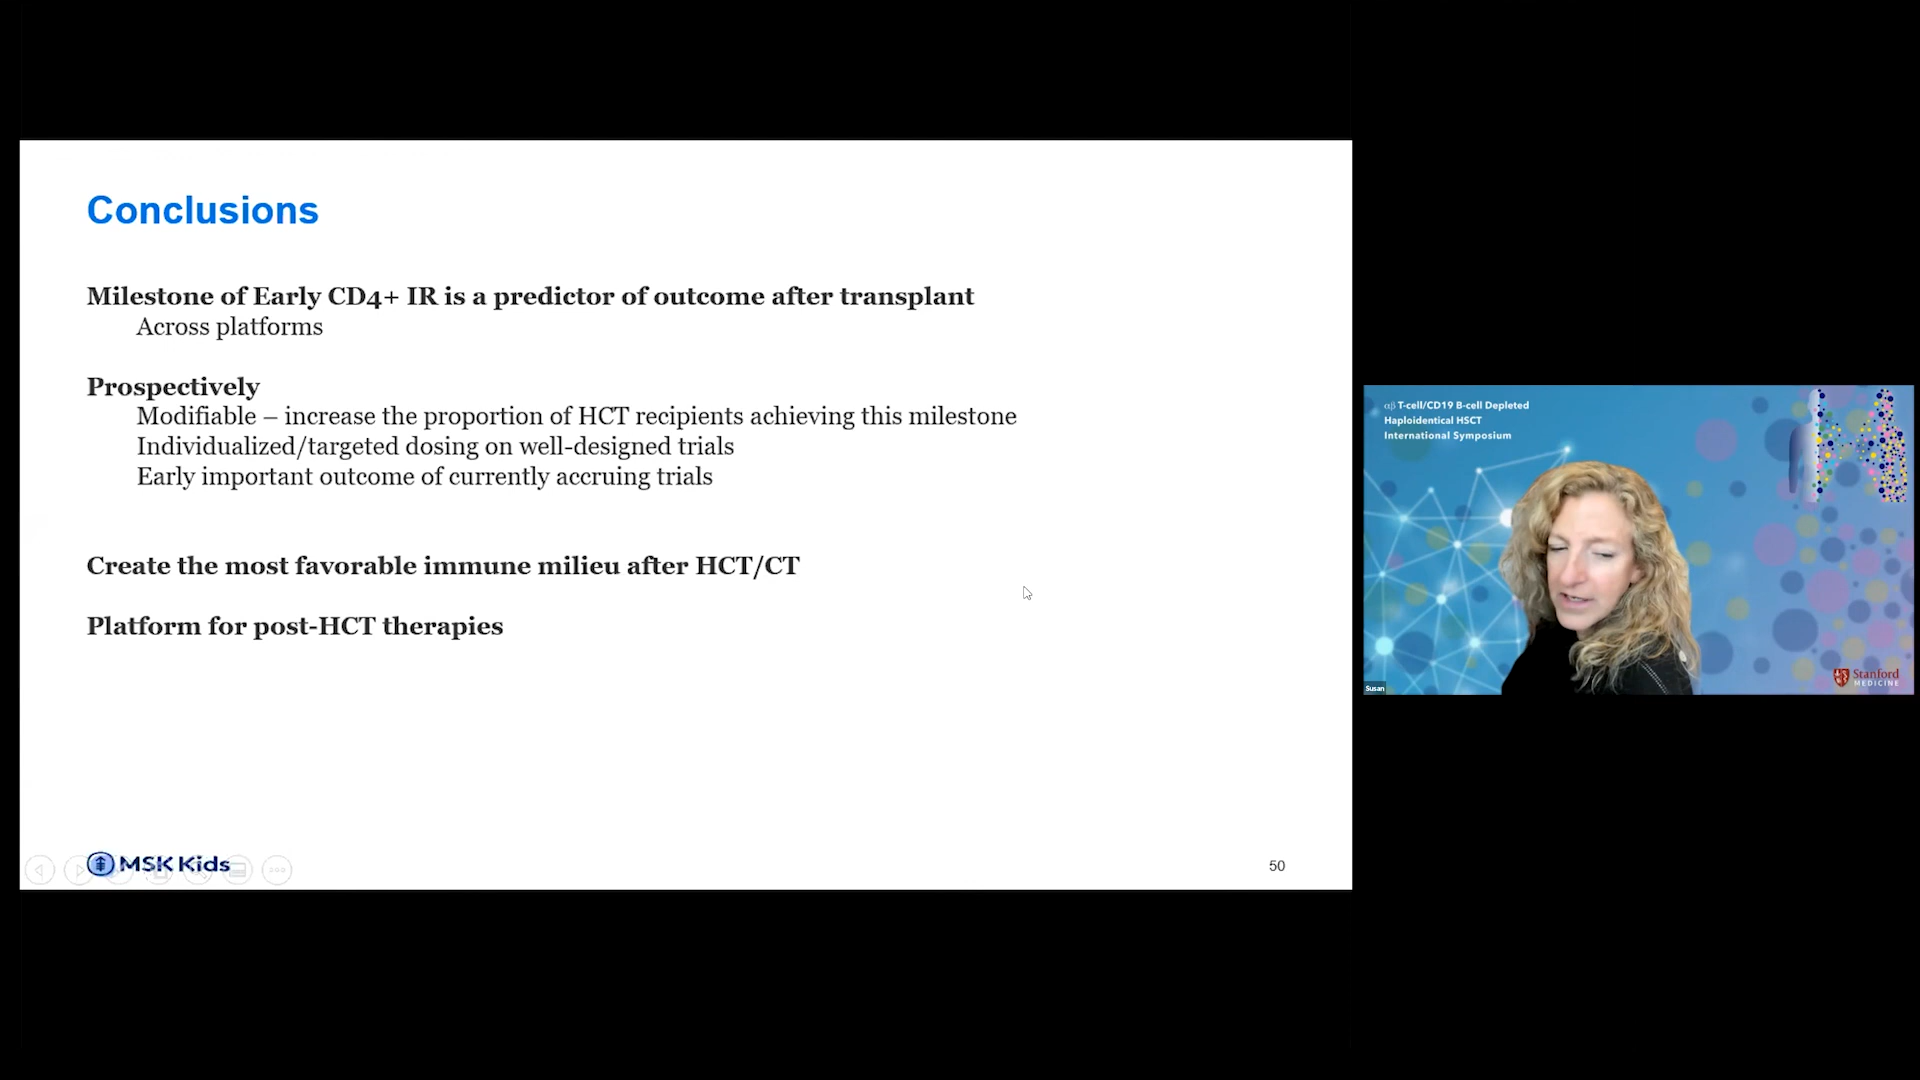 Conclusions
Milestone of Early CD4+ IR is a predictor of outcome after transplant
Across platforms
Prospectively
Modifiable – increase the proportion of HCT recipients achieving this milestone
Individualized/targeted dosing on well-designed trials
Early important outcome of currently accruing trials
Create the most favorable immune milieu after HCT/CT
Platform for post-HCT therapies
MSK Kids
50
αβ T-cell/CD19 B-cell Depleted
Haploidentical HSCT
International Symposium
Susan
Stanford
MEDICINE